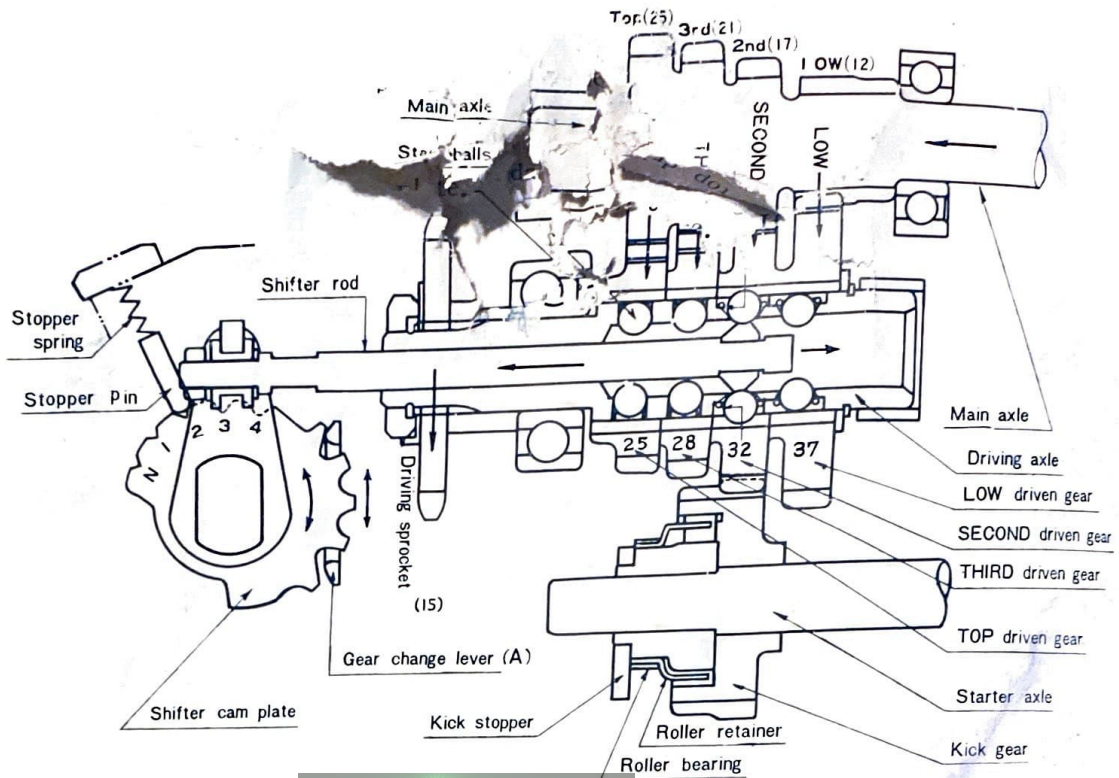 Top(25)
3rd(21)
2nd(17)
OW(12)
Main axle
balls
SECOND
LOW
TOP
Shifter rod
Stopper
spring
Stopper Pin
N 1 2 3 4
25 28 32 37
Driving sprocket
(15)
Main axle
Driving axle
LOW driven gear
SECOND driven gear
THIRD driven gear
TOP driven gear
Starter axle
Kick gear
Gear change lever (A)
Shifter cam plate
Kick stopper
Roller retainer
Roller bearing